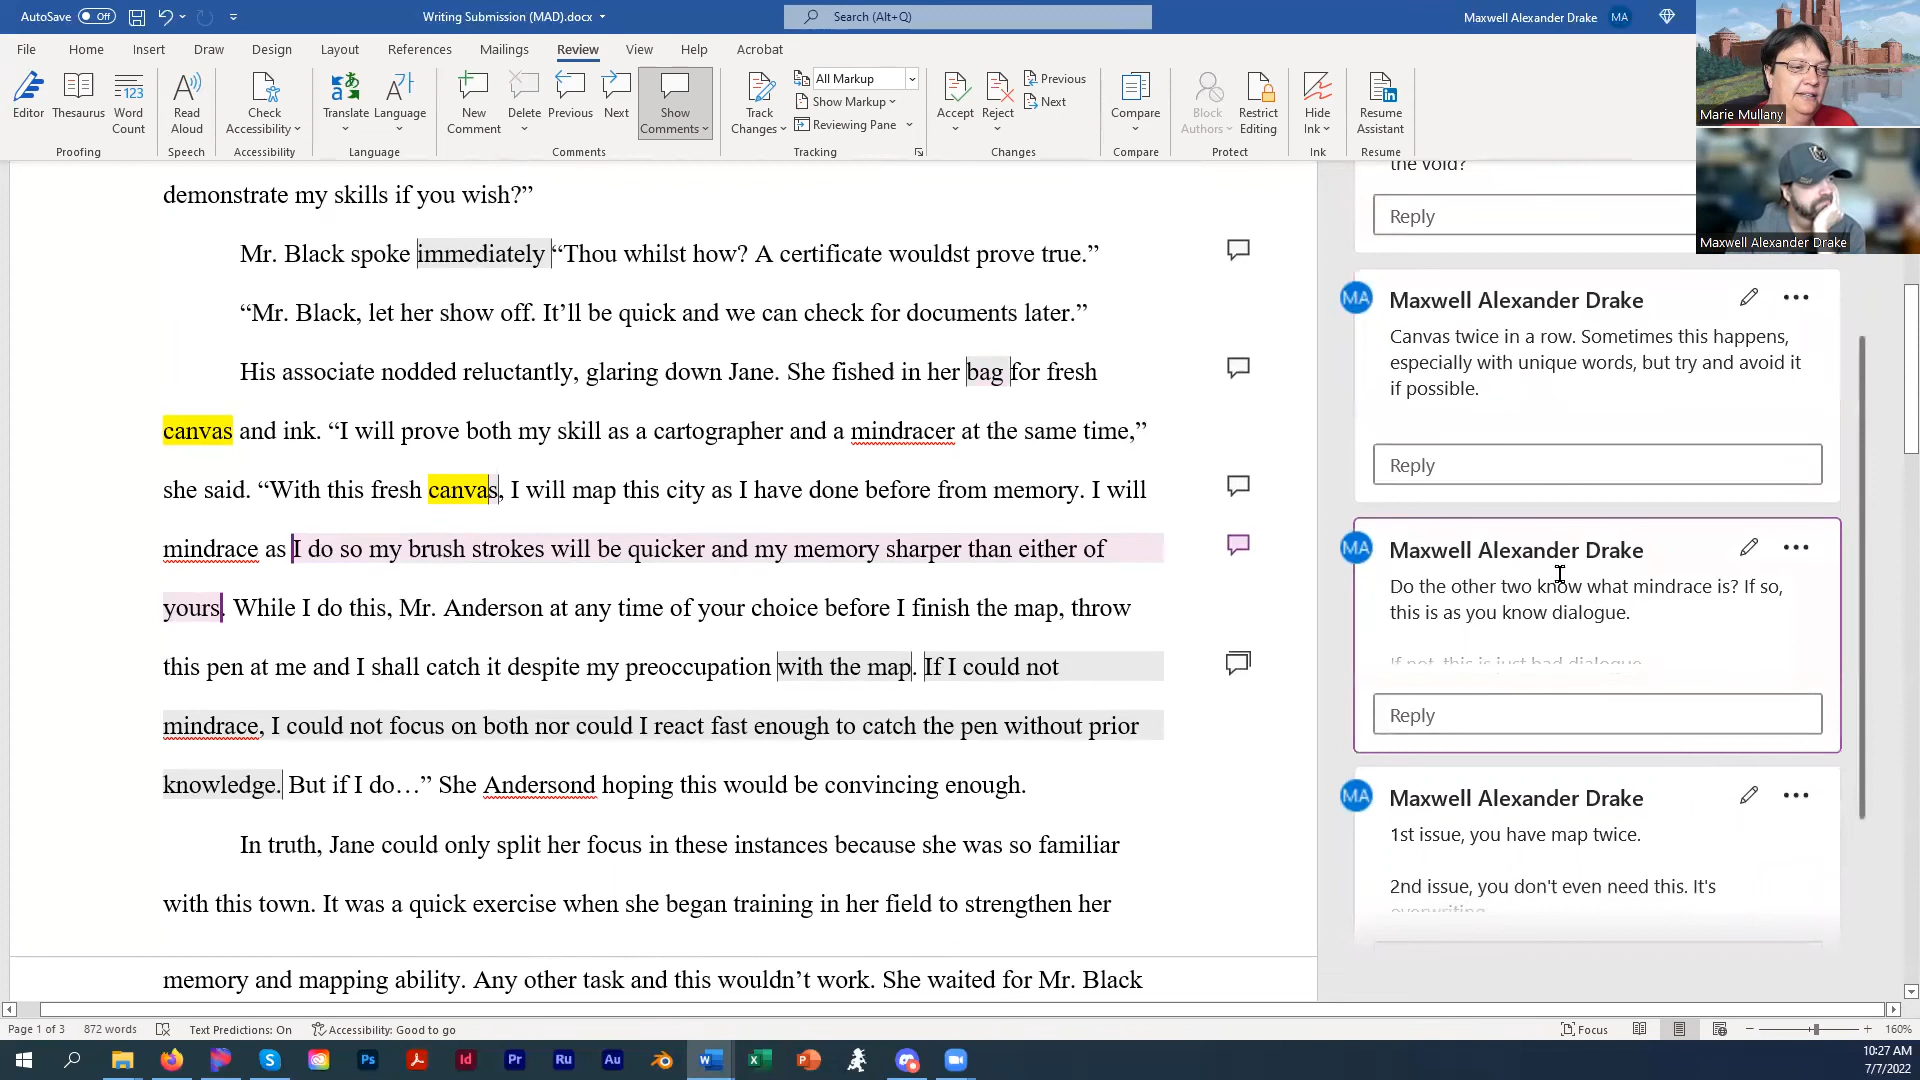 AutoSave Off
Writing Submission (MAD).docx
Search (Alt+Q)
Maxwell Alexander Drake MA
File Home Insert Draw Design Layout References Mailings Review View Help Acrobat
Editor
Thesaurus
Word Count
Proofing
Read Aloud
Speech
Check Accessibility
Accessibility
Translate
Language
Language
New Comment
Delete
Previous
Next
Show Comments
Comments
Track Changes
All Markup
Show Markup
Reviewing Pane
Tracking
Accept
Reject
Previous
Next
Changes
Compare
Compare
Block Authors
Restrict Editing
Protect
Hide Ink
Ink
Resume Assistant
Resume
Marie Mullany
Maxwell Alexander Drake
demonstrate my skills if you wish?”
Mr. Black spoke immediately “Thou whilst how? A certificate wouldst prove true.”
“Mr. Black, let her show off. It’ll be quick and we can check for documents later.”
His associate nodded reluctantly, glaring down Jane. She fished in her bag for fresh
canvas and ink. “I will prove both my skill as a cartographer and a mindracer at the same time,”
she said. “With this fresh canvas, I will map this city as I have done before from memory. I will
mindrace as I do so my brush strokes will be quicker and my memory sharper than either of
yours. While I do this, Mr. Anderson at any time of your choice before I finish the map, throw
this pen at me and I shall catch it despite my preoccupation with the map. If I could not
mindrace, I could not focus on both nor could I react fast enough to catch the pen without prior
knowledge. But if I do…” She Andersond hoping this would be convincing enough.
In truth, Jane could only split her focus in these instances because she was so familiar
with this town. It was a quick exercise when she began training in her field to strengthen her
memory and mapping ability. Any other task and this wouldn’t work. She waited for Mr. Black
the void?
Reply
MA Maxwell Alexander Drake
Canvas twice in a row. Sometimes this happens,
especially with unique words, but try and avoid it
if possible.
Reply
MA Maxwell Alexander Drake
Do the other two know what mindrace is? If so,
this is as you know dialogue.
If not, this is just bad dialogue
Reply
MA Maxwell Alexander Drake
1st issue, you have map twice.
2nd issue, you don't even need this. It's
overwriting
Page 1 of 3 872 words Text Predictions: On Accessibility: Good to go Focus 160%
Ps Id Pr Ru Au
10:27 AM
7/7/2022